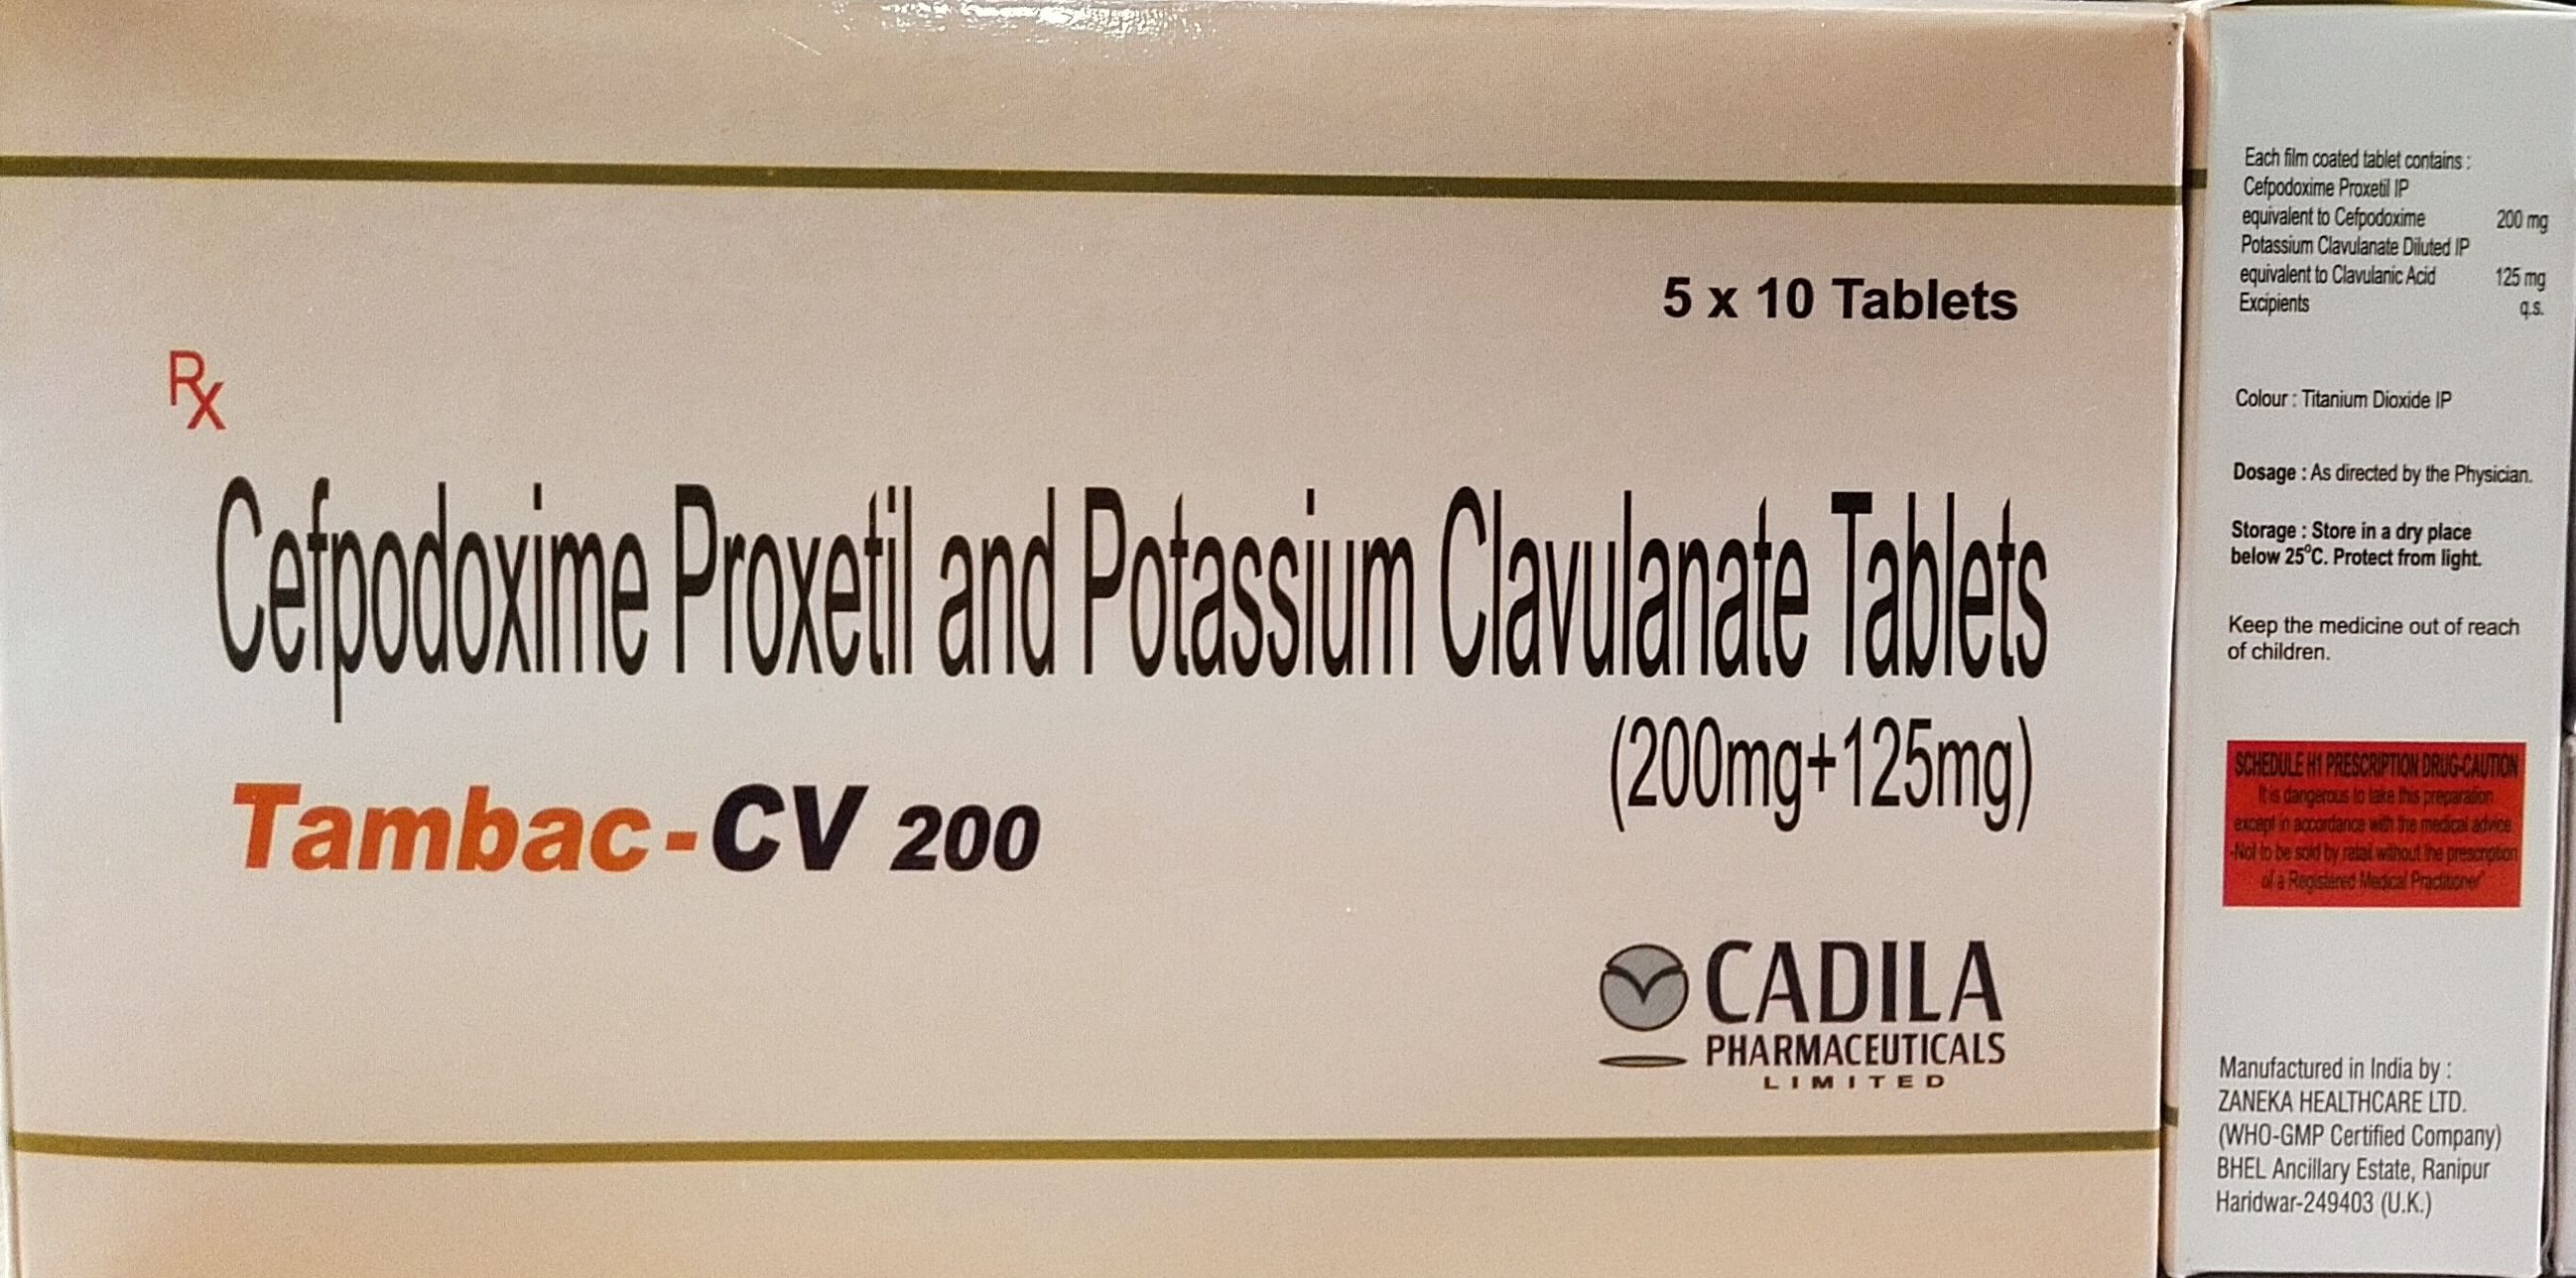 5 x 10 Tablets
Rx
Cefpodoxime Proxetil and Potassium Clavulanate Tablets
(200mg+125mg)
Tambac-CV 200
CADILA
PHARMACEUTICALS
LIMITED
Each film coated tablet contains :
Cefpodoxime Proxetil IP
equivalent to Cefpodoxime 200 mg
Potassium Clavulanate Diluted IP
equivalent to Clavulanic Acid 125 mg
Excipients q.s.
Colour : Titanium Dioxide IP
Dosage : As directed by the Physician.
Storage : Store in a dry place
below 25°C. Protect from light.
Keep the medicine out of reach
of children.
SCHEDULE H1 PRESCRIPTION DRUG-CAUTION
It is dangerous to take this preparation
except in accordance with the medical advice
-Not to be sold by retail without the prescription
of a Registered Medical Practitioner"
Manufactured in India by :
ZANEKA HEALTHCARE LTD.
(WHO-GMP Certified Company)
BHEL Ancillary Estate, Ranipur
Haridwar-249403 (U.K.)